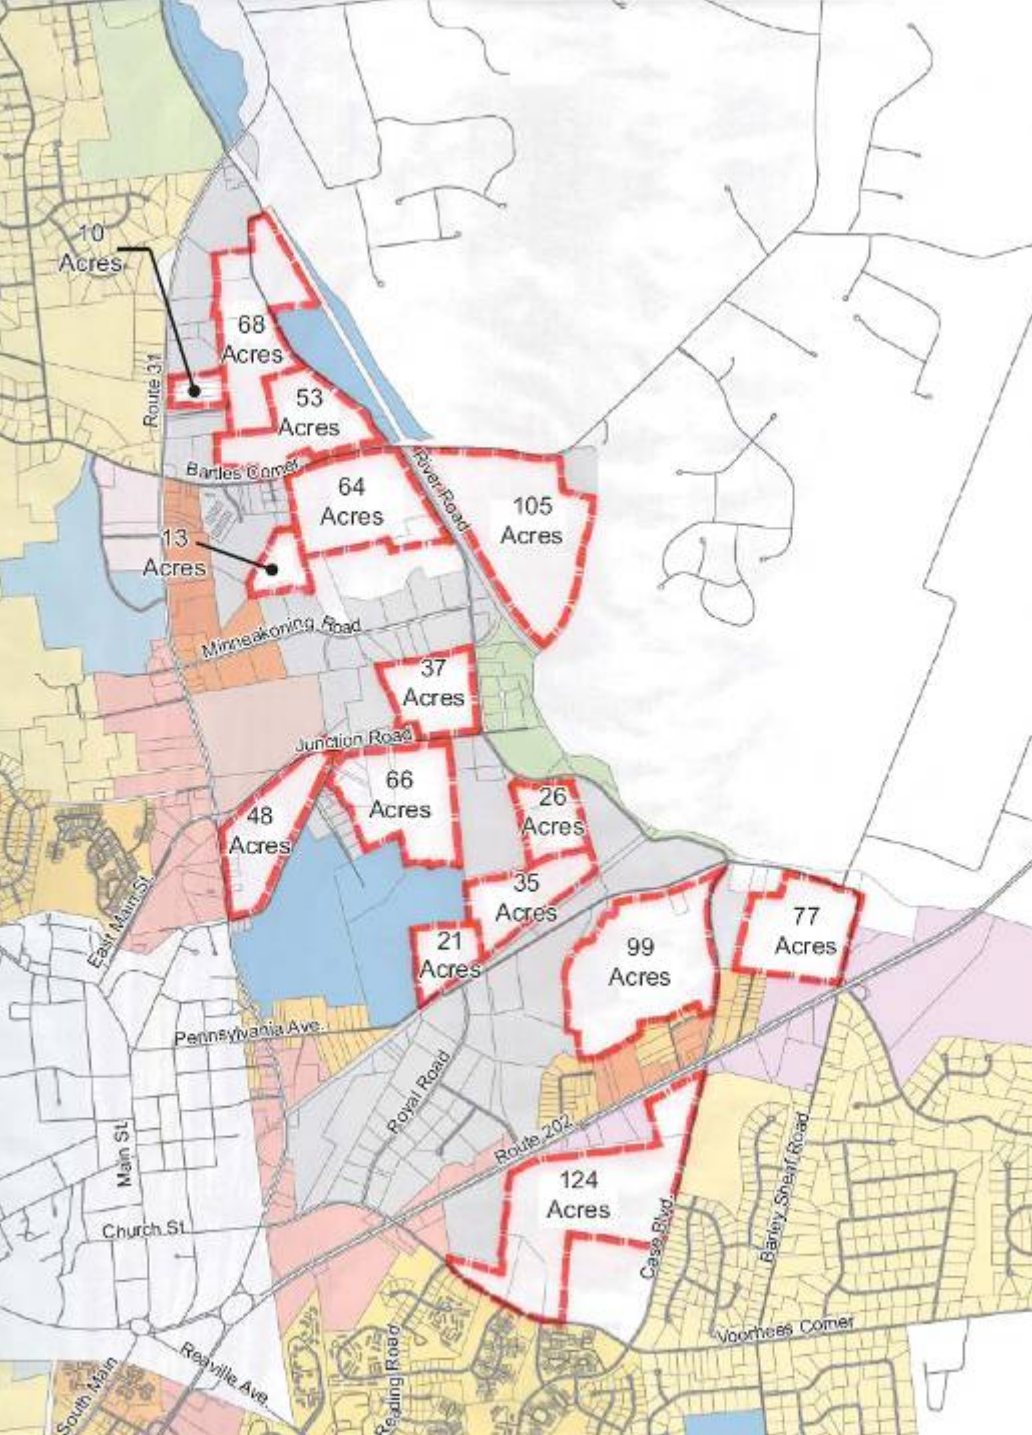 10
Acres
68
Acres
Route 31
53
Acres
Bartles Corner
River Road
64
Acres
105
Acres
13
Acres
Minneakoning Road
37
Acres
Junction Road
66
Acres
26
Acres
48
Acres
35
Acres
East Main St.
77
Acres
21
Acres
99
Acres
Pennsylvania Ave.
Royal Road
Route 202
Main St.
124
Acres
Barley Sheaf Road
Church St.
Case Blvd.
Voorhees Corner
Reaville Ave.
Reading Road
South Main